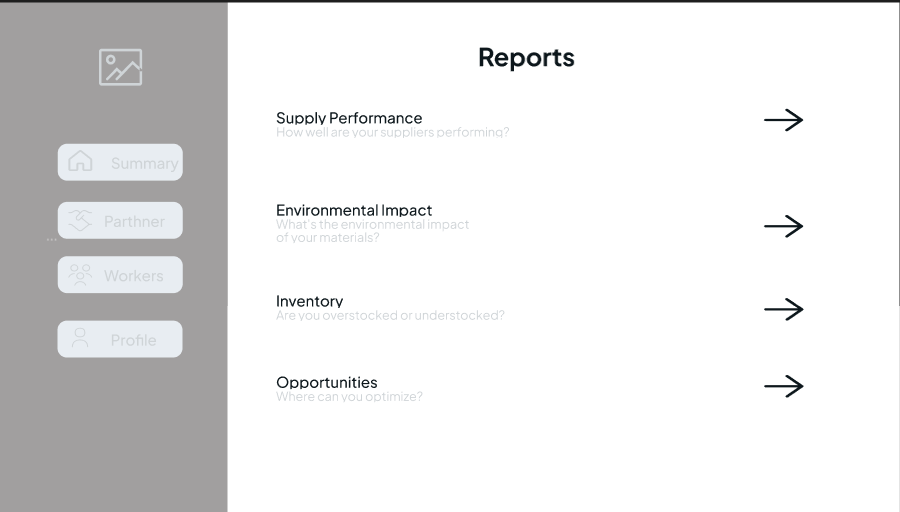 Reports
Summary
Parthner
...
Workers
Profile
Supply Performance
How well are your suppliers performing?
Environmental Impact
What's the environmental impact
of your materials?
Inventory
Are you overstocked or understocked?
Opportunities
Where can you optimize?